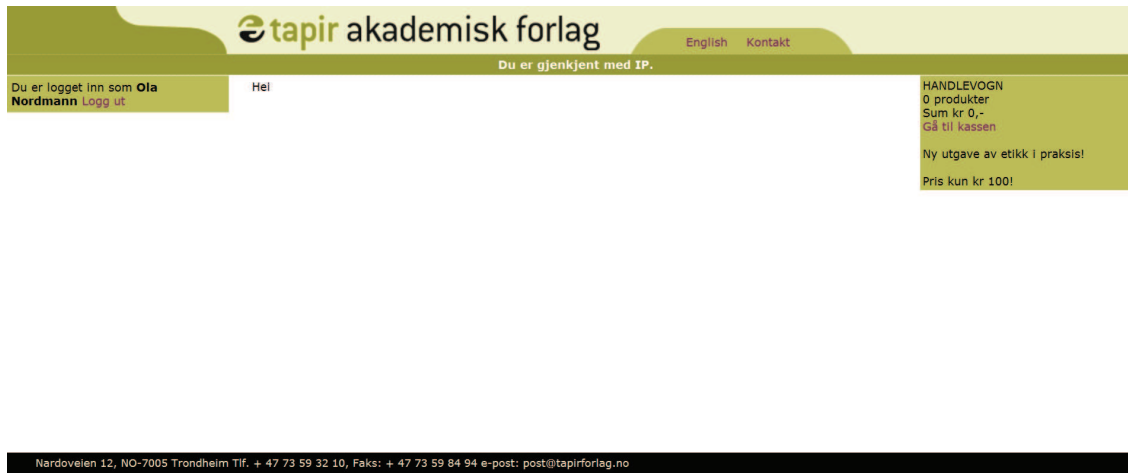 tapir akademisk forlag
English Kontakt
Du er gjenkjent med IP.
Du er logget inn som Ola
Nordmann Logg ut
Hei
HANDLEVOGN
0 produkter
Sum kr 0,-
Gå til kassen
Ny utgave av etikk i praksis!
Pris kun kr 100!
Nardoveien 12, NO-7005 Trondheim Tlf. + 47 73 59 32 10, Faks: + 47 73 59 84 94 e-post: post@tapirforlag.no